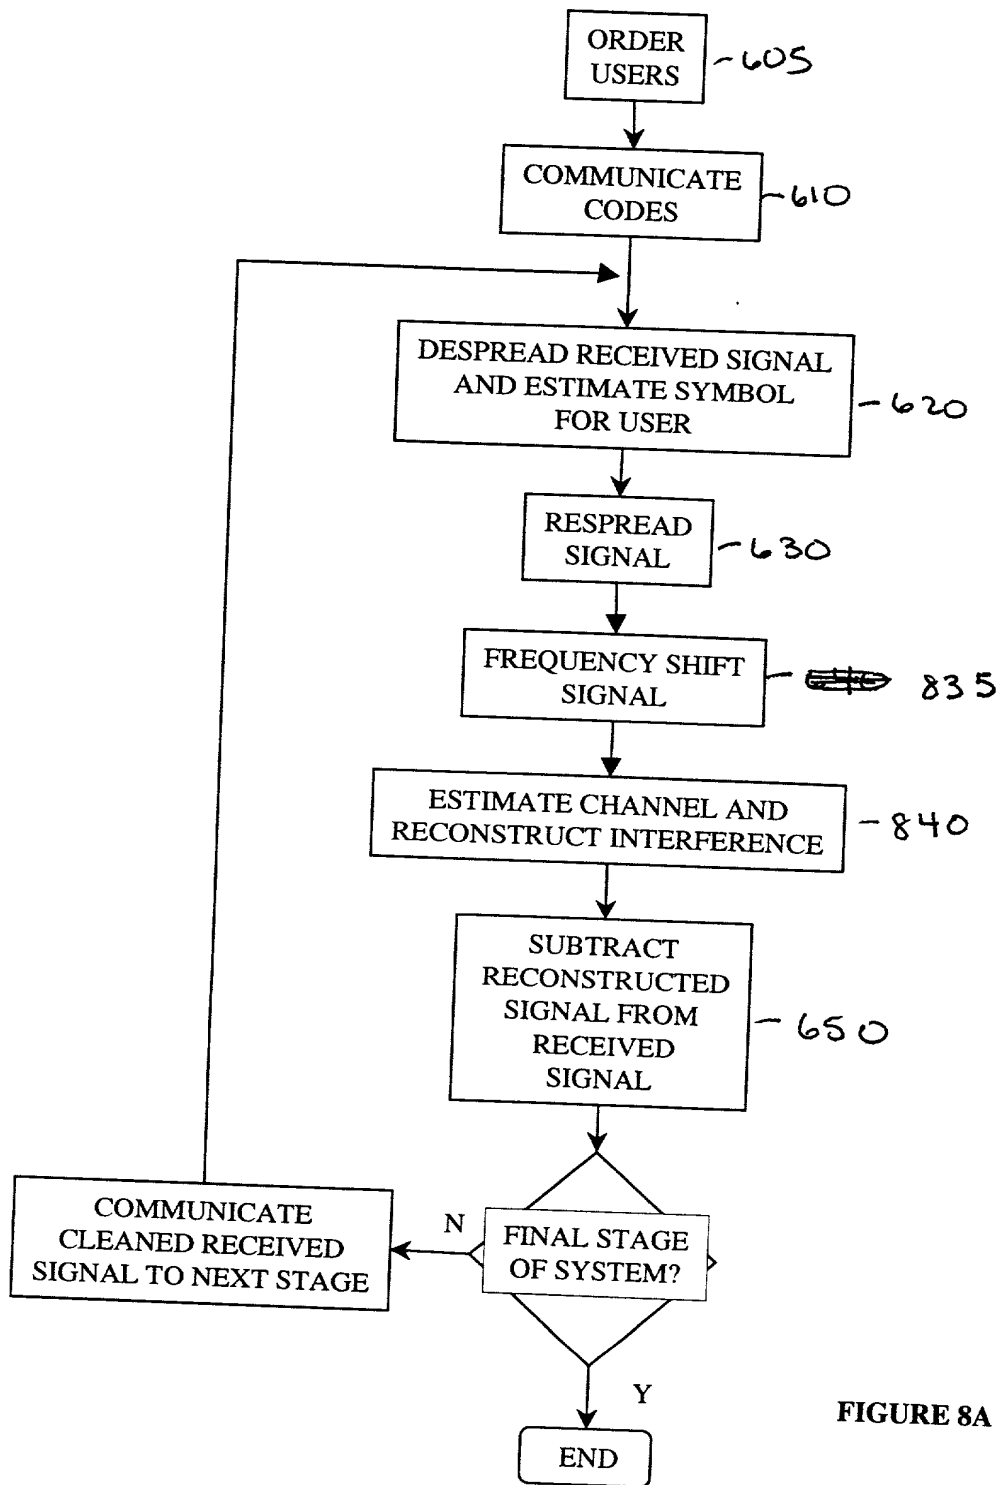 ORDER
USERS
605
COMMUNICATE
CODES
610
DESPREAD RECEIVED SIGNAL
AND ESTIMATE SYMBOL
FOR USER
620
RESPREAD
SIGNAL
630
FREQUENCY SHIFT
SIGNAL
835
ESTIMATE CHANNEL AND
RECONSTRUCT INTERFERENCE
840
SUBTRACT
RECONSTRUCTED
SIGNAL FROM
RECEIVED
SIGNAL
650
COMMUNICATE
CLEANED RECEIVED
SIGNAL TO NEXT STAGE
N
FINAL STAGE
OF SYSTEM?
Y
END
FIGURE 8A